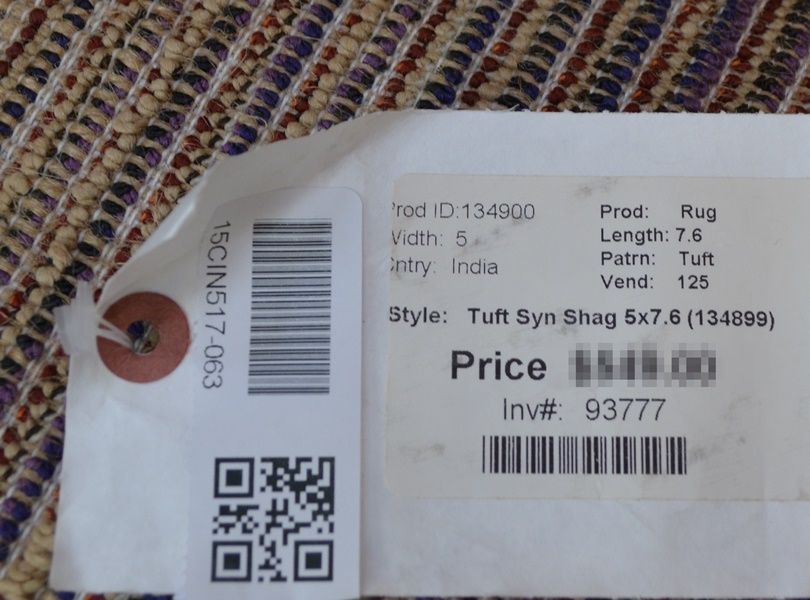 15CIN517-063
Prod ID:134900
Width: 5
Cntry: India
Prod: Rug
Length: 7.6
Patrn: Tuft
Vend: 125
Style: Tuft Syn Shag 5x7.6 (134899)
Price
Inv#: 93777